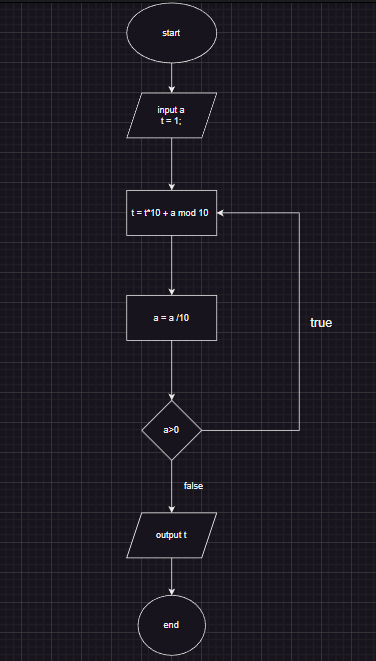 start
input a
t = 1;
t = t*10 + a mod 10
a = a /10
true
a>0
false
output t
end